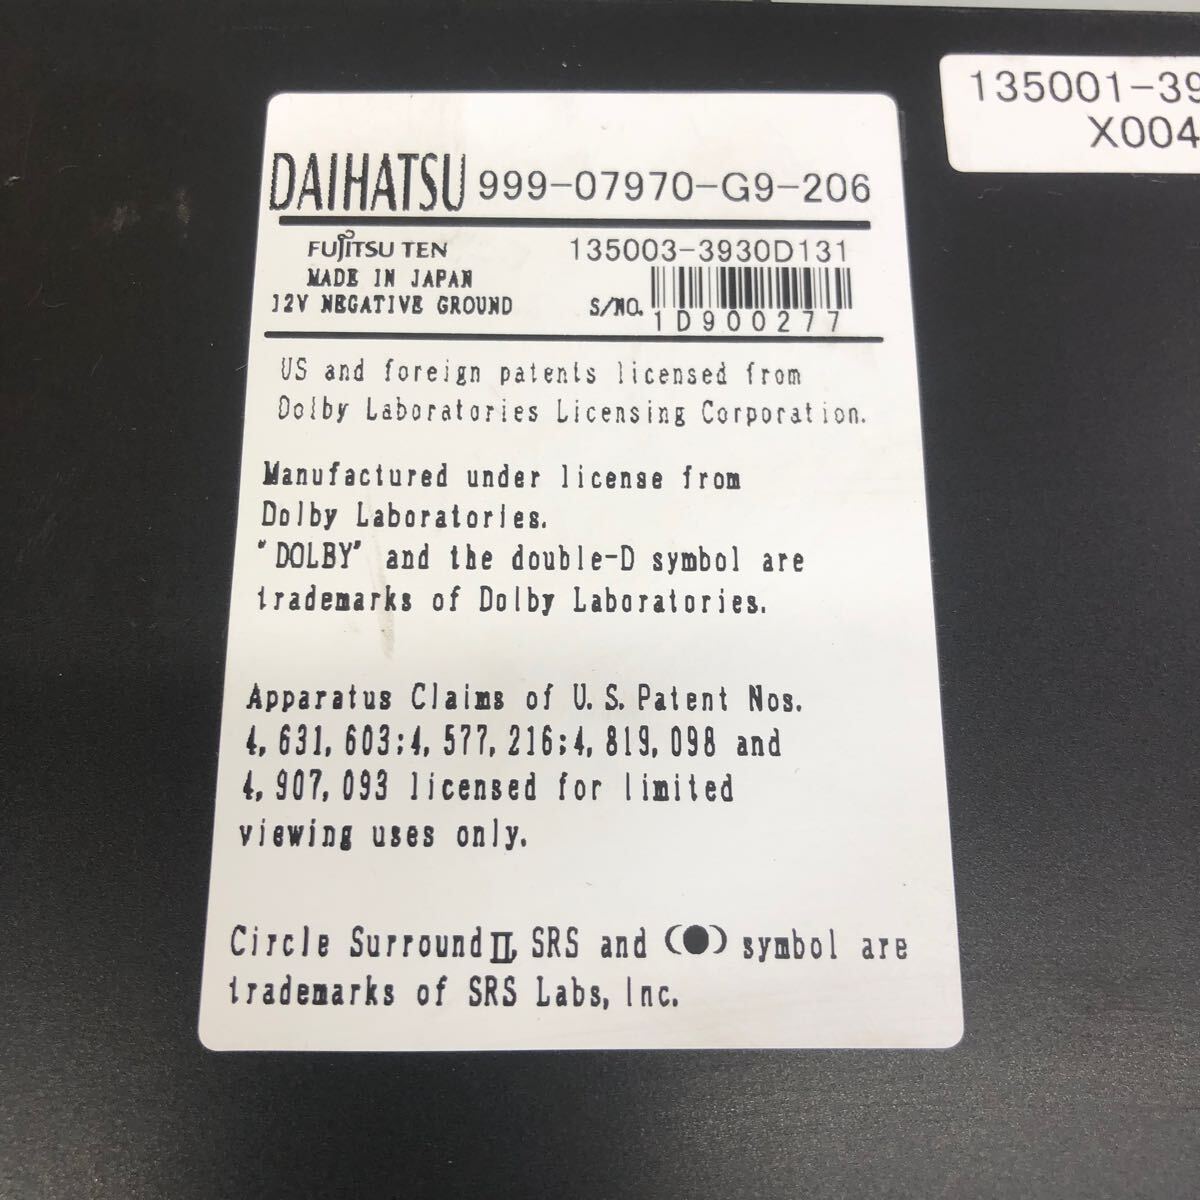 DAIHATSU 999-07970-G9-206
FUJITSU TEN 135003-3930D131
MADE IN JAPAN
12V NEGATIVE GROUND S/NO.
1D900277
US and foreign patents licensed from
Dolby Laboratories Licensing Corporation.
Manufactured under license from
Dolby Laboratories.
"DOLBY" and the double-D symbol are
trademarks of Dolby Laboratories.
Apparatus Claims of U.S. Patent Nos.
4,631,603;4,577,216;4,819,098 and
4,907,093 licensed for limited
viewing uses only.
Circle Surround II, SRS and (●) symbol are
trademarks of SRS Labs, Inc.
135001-39
X004